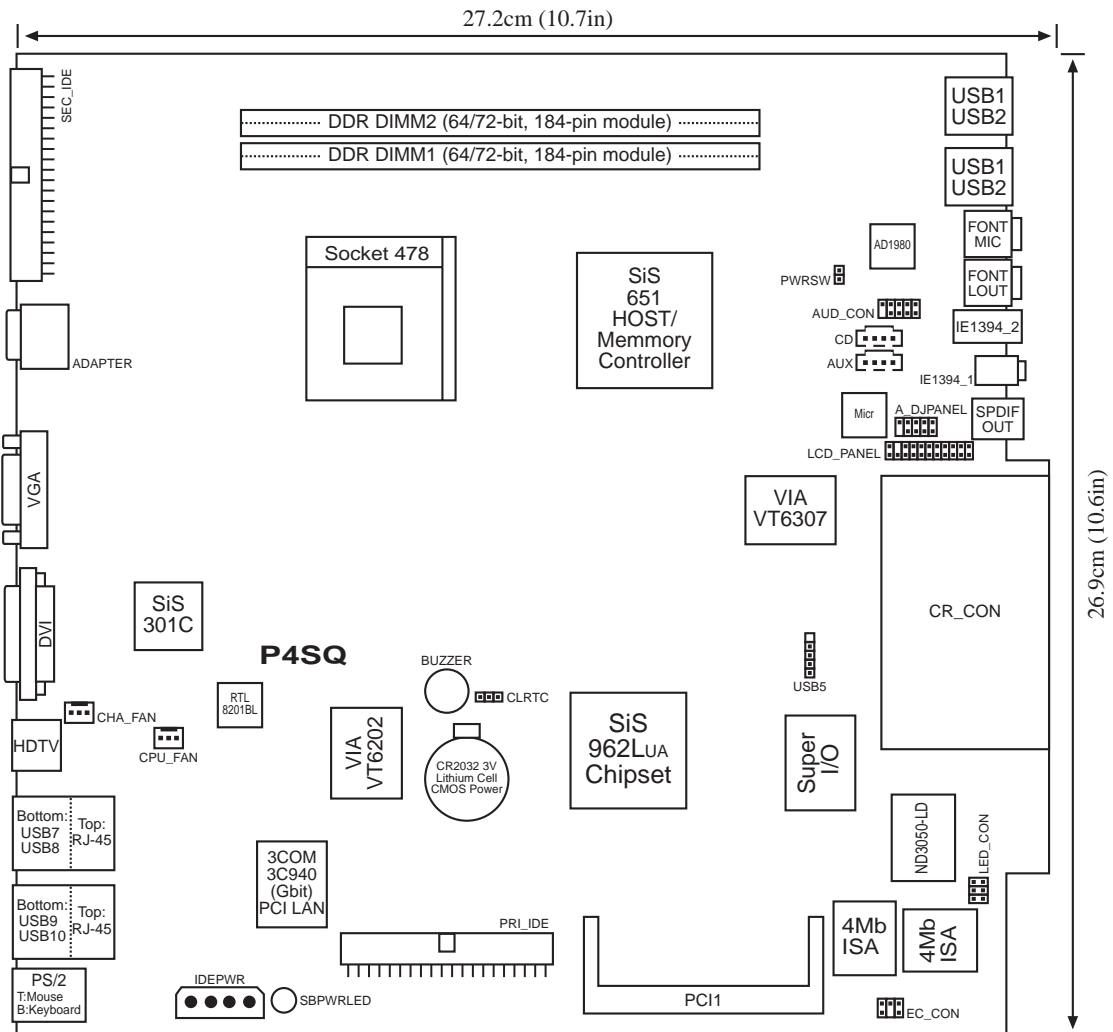 27.2cm (10.7in)
SEC_IDE
DDR DIMM2 (64/72-bit, 184-pin module)
DDR DIMM1 (64/72-bit, 184-pin module)
USB1
USB2
USB1
USB2
FONT
MIC
AD1980
Socket 478
SiS
651
HOST/
Memmory
Controller
PWRSW
FONT
LOUT
AUD_CON
IE1394_2
CD
AUX
ADAPTER
IE1394_1
Micr
A_DJPANEL
SPDIF
OUT
LCD_PANEL
VGA
VIA
VT6307
26.9cm (10.6in)
CR_CON
SiS
301C
DVI
P4SQ
BUZZER
CLRTC
USB5
RTL
8201BL
CHA_FAN
CPU_FAN
HDTV
VIA
VT6202
CR2032 3V
Lithium Cell
CMOS Power
SiS
962LUA
Chipset
Super
I/O
Bottom:
USB7
USB8
Top:
RJ-45
ND3050-LD
LED_CON
3COM
3C940
(Gbit)
PCI LAN
Bottom:
USB9
USB10
Top:
RJ-45
PRI_IDE
4Mb
ISA
4Mb
ISA
PS/2
T:Mouse
B:Keyboard
IDEPWR
SBPWRLED
PCI1
EC_CON